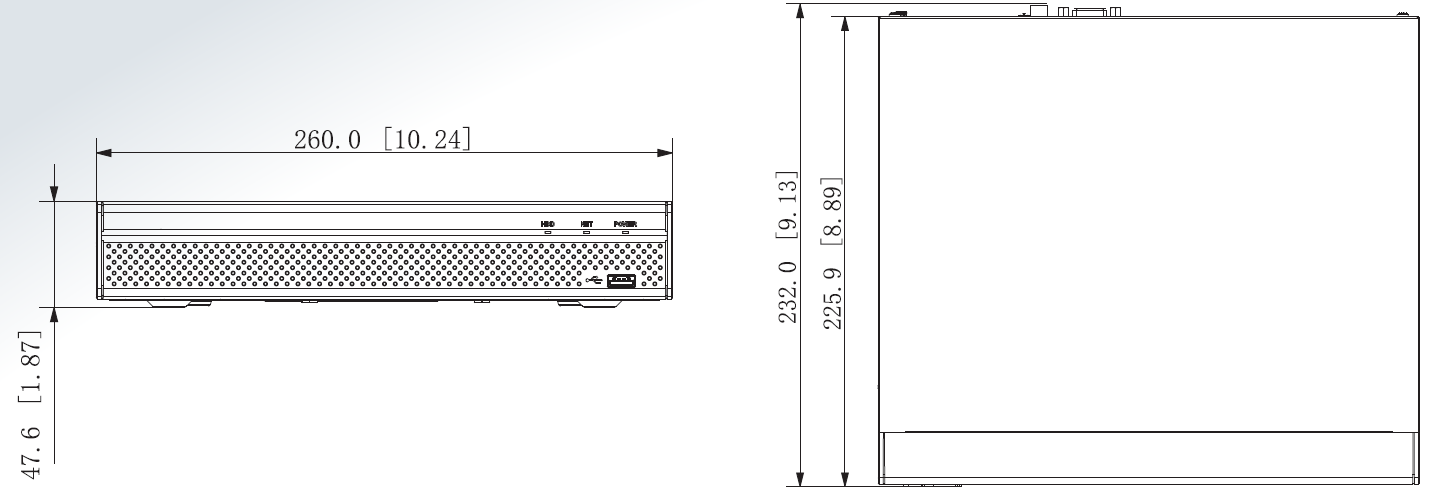 260.0 [10.24]
HDD NET POWER
47.6 [1.87]
232.0 [9.13]
225.9 [8.89]